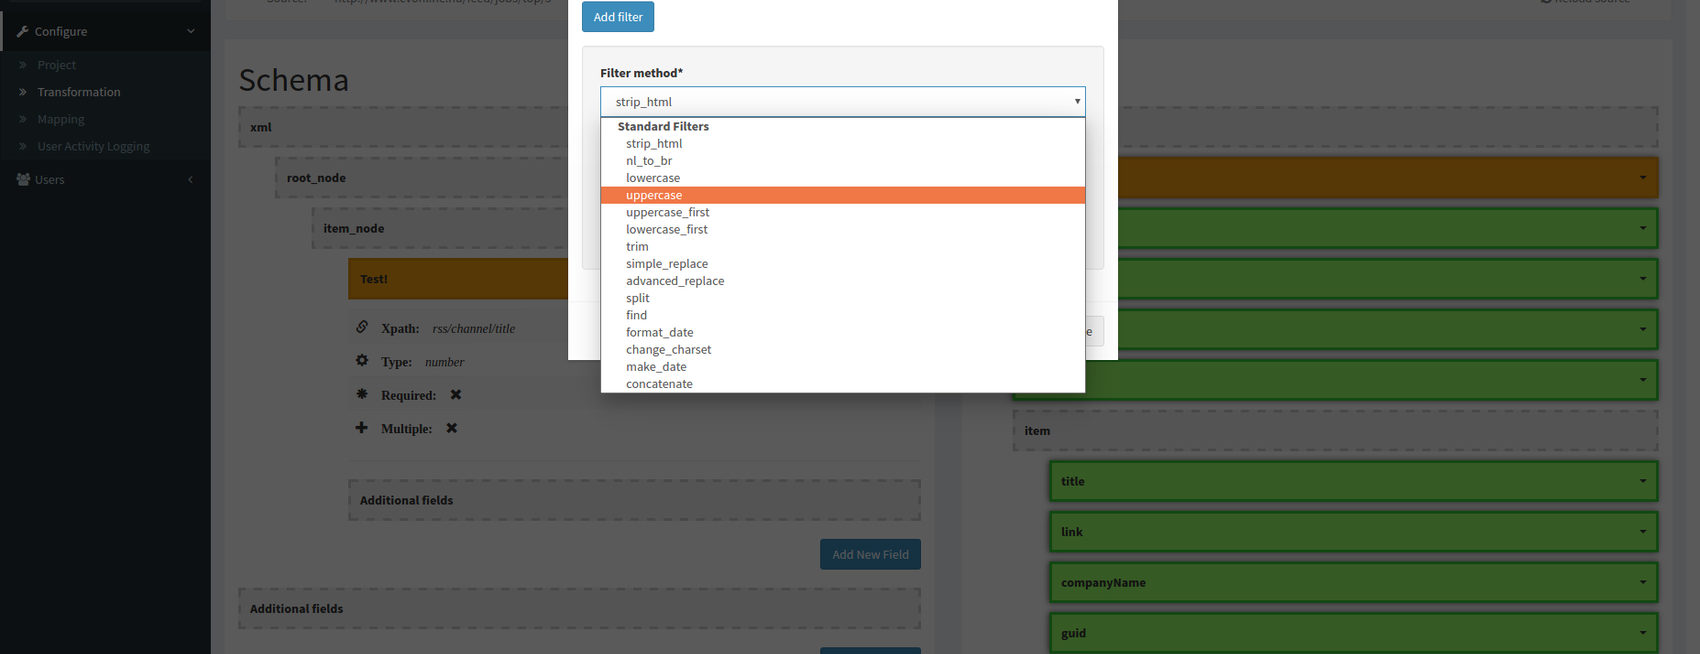 Configure
Project
Transformation
Mapping
User Activity Logging
Users
Schema
xml
root_node
item_node
Test!
Xpath: rss/channel/title
Type: number
Required:
Multiple:
Additional fields
Add New Field
Additional fields
Add filter
Filter method*
strip_html
Standard Filters
strip_html
nl_to_br
lowercase
uppercase
uppercase_first
lowercase_first
trim
simple_replace
advanced_replace
split
find
format_date
change_charset
make_date
concatenate
item
title
link
companyName
guid